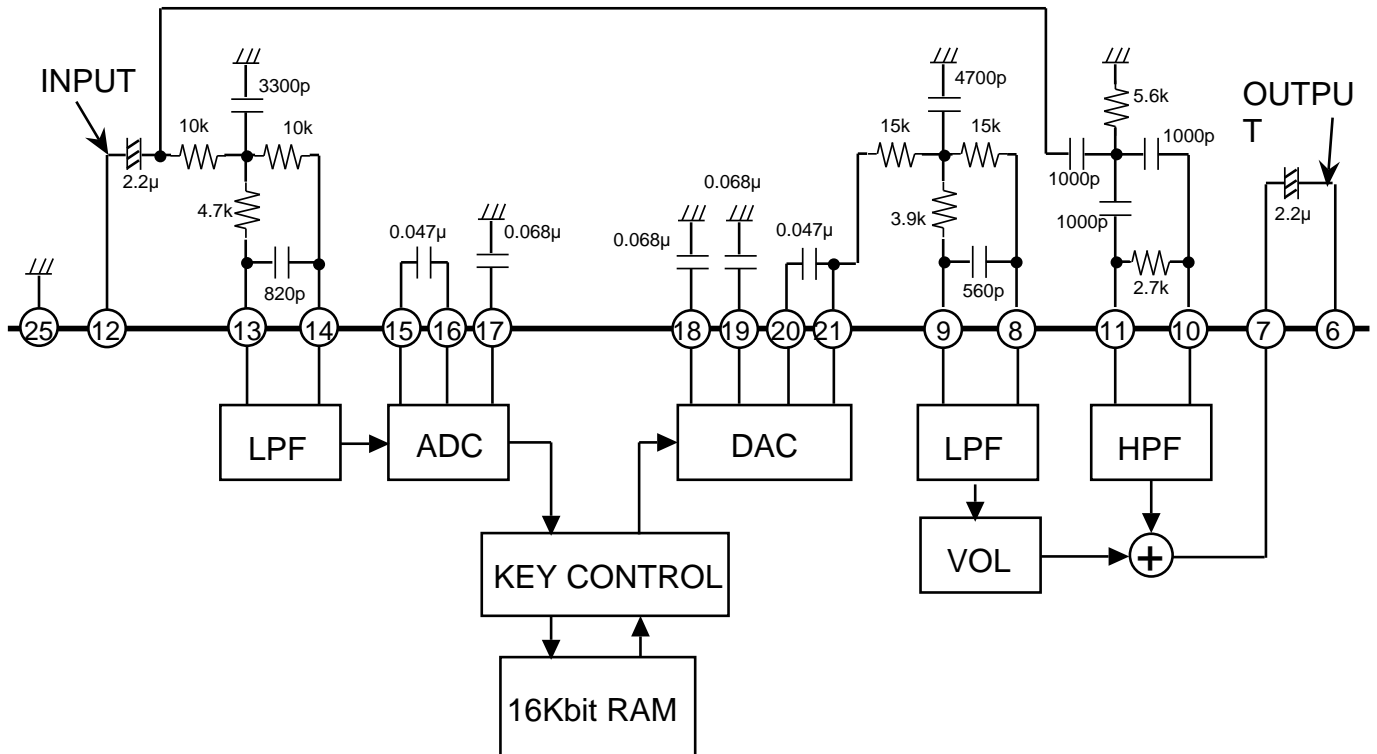 INPUT
3300p
10k
10k
2.2µ
4.7k
820p
0.047µ
0.068µ
0.068µ
0.068µ
0.047µ
4700p
15k
15k
3.9k
560p
5.6k
1000p
1000p
1000p
2.7k
OUTPU
T
2.2µ
25
12
13
14
15
16
17
18
19
20
21
9
8
11
10
7
6
LPF
ADC
DAC
LPF
HPF
VOL
+
KEY CONTROL
16Kbit RAM